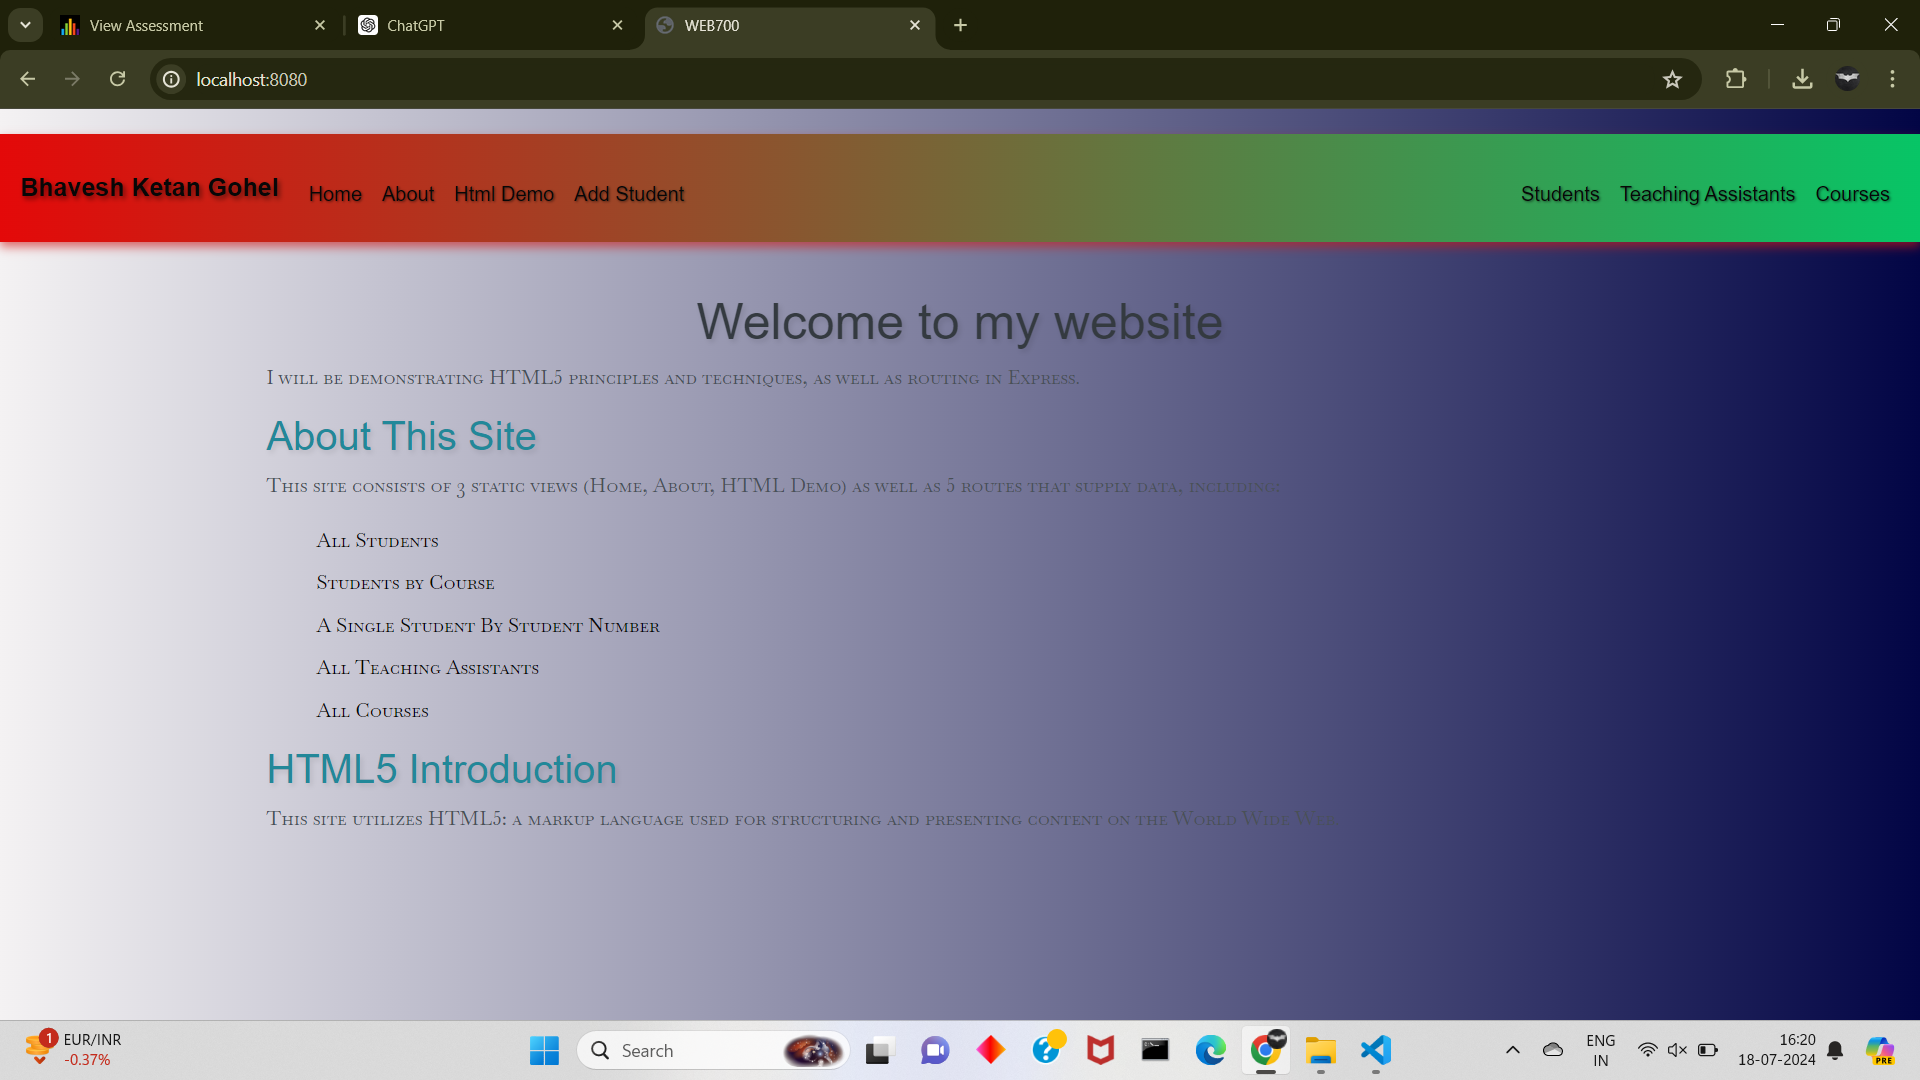 View Assessment
ChatGPT
WEB700
localhost:8080
Bhavesh Ketan Gohel
Home About Html Demo Add Student
Students Teaching Assistants Courses
Welcome to my website
I will be demonstrating HTML5 principles and techniques, as well as routing in Express.
About This Site
This site consists of 3 static views (Home, About, HTML Demo) as well as 5 routes that supply data, including:
All Students
Students by Course
A Single Student By Student Number
All Teaching Assistants
All Courses
HTML5 Introduction
This site utilizes HTML5: a markup language used for structuring and presenting content on the World Wide Web.
1
EUR/INR
-0.37%
Search
ENG
IN
16:20
18-07-2024
PRE